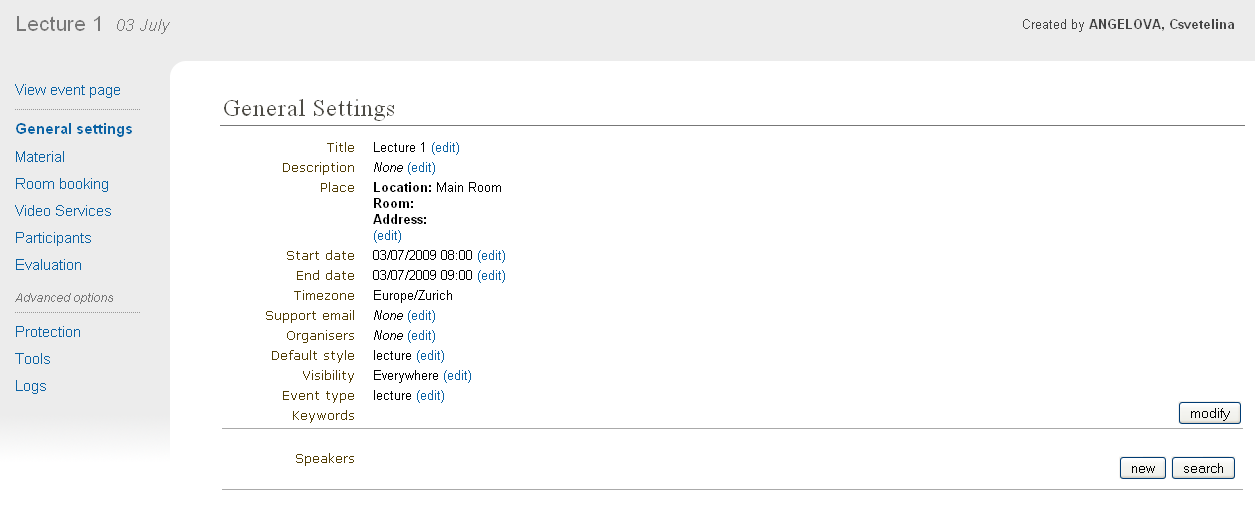 Lecture 1 03 July
Created by ANGELOVA, Csvetelina
View event page
General settings
Material
Room booking
Video Services
Participants
Evaluation
Advanced options
Protection
Tools
Logs
General Settings
Title Lecture 1 (edit)
Description None (edit)
Place Location: Main Room
Room:
Address:
(edit)
Start date 03/07/2009 08:00 (edit)
End date 03/07/2009 09:00 (edit)
Timezone Europe/Zurich
Support email None (edit)
Organisers None (edit)
Default style lecture (edit)
Visibility Everywhere (edit)
Event type lecture (edit)
Keywords modify
Speakers new search